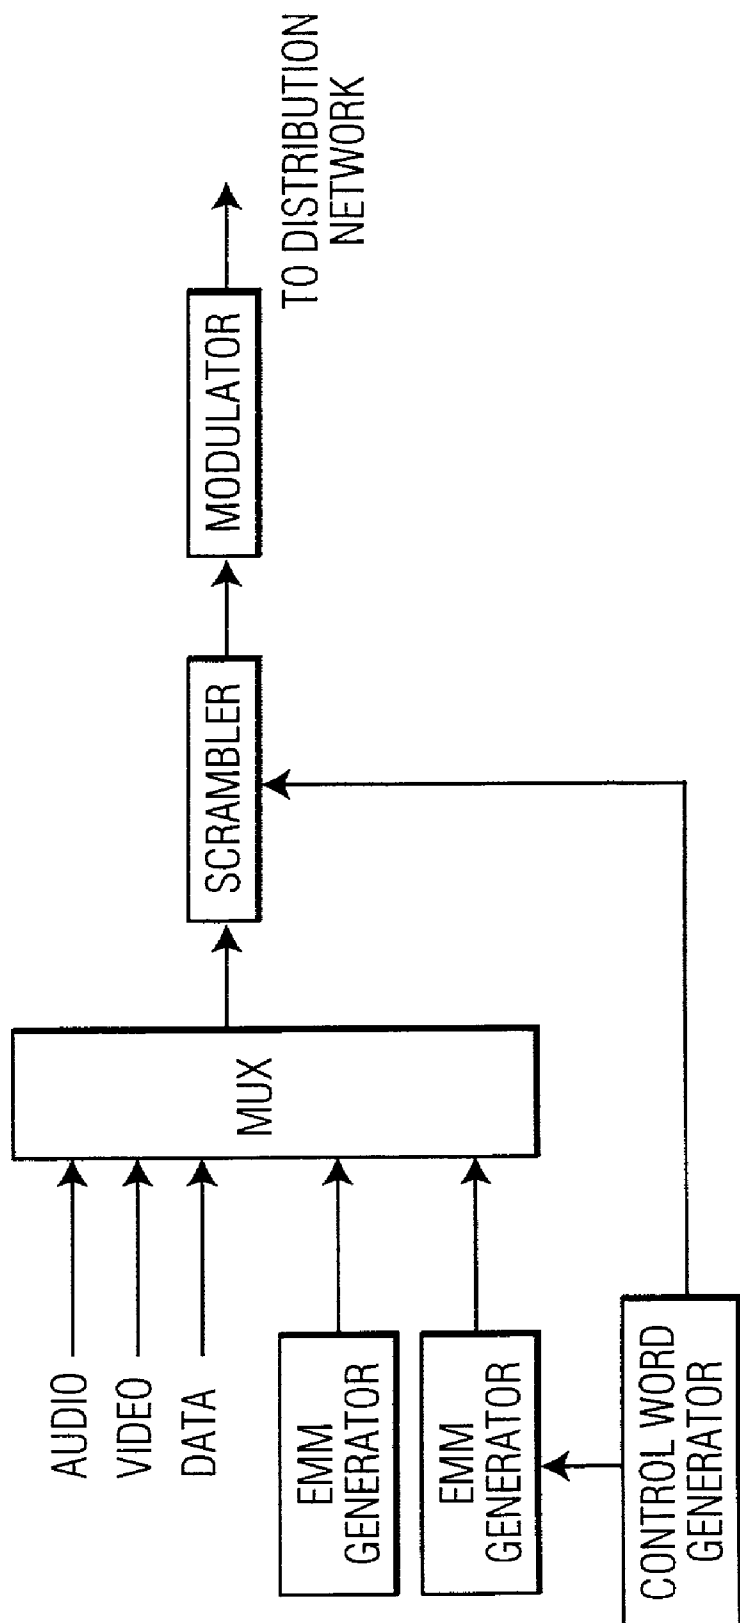 AUDIO
VIDEO
DATA
EMM
GENERATOR
EMM
GENERATOR
CONTROL WORD
GENERATOR
MUX
SCRAMBLER
MODULATOR
TO DISTRIBUTION
NETWORK